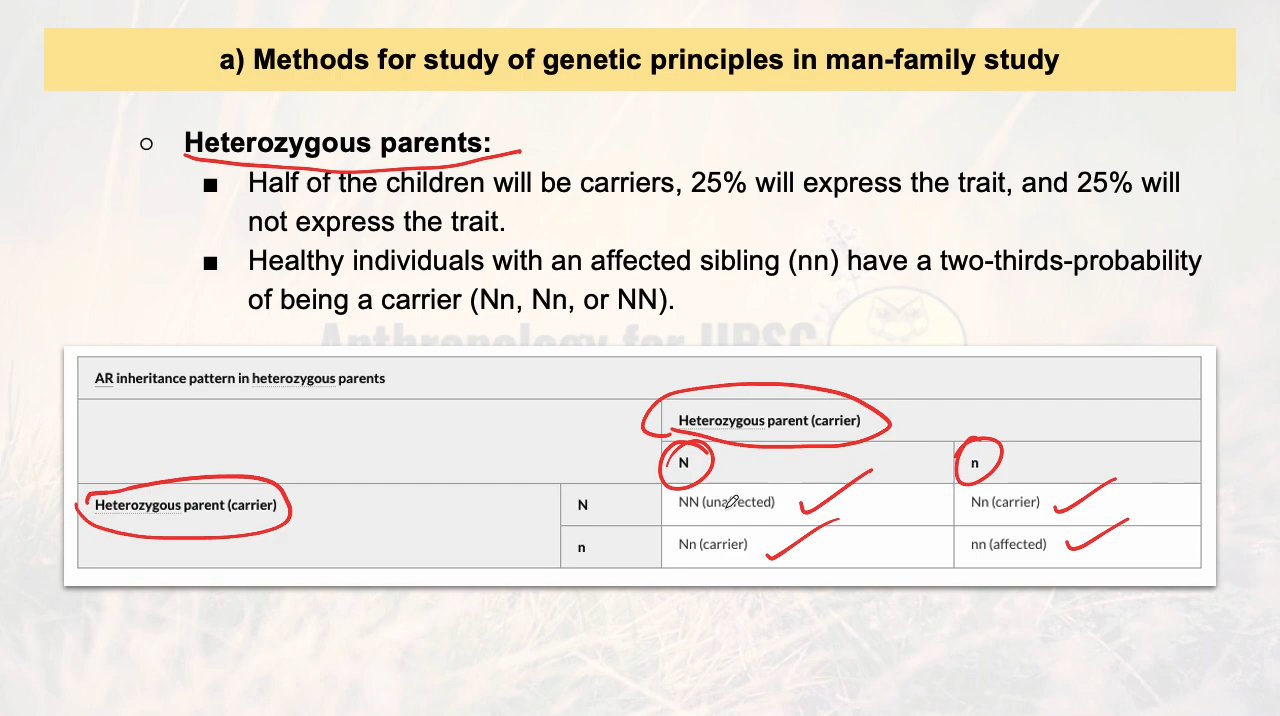 a) Methods for study of genetic principles in man-family study
Heterozygous parents:
Half of the children will be carriers, 25% will express the trait, and 25% will
not express the trait.
Healthy individuals with an affected sibling (nn) have a two-thirds-probability
of being a carrier (Nn, Nn, or NN).
Anthropology for UPSC
AR inheritance pattern in heterozygous parents
Heterozygous parent (carrier)
N n
Heterozygous parent (carrier) N NN (unaffected) Nn (carrier)
n Nn (carrier) nn (affected)